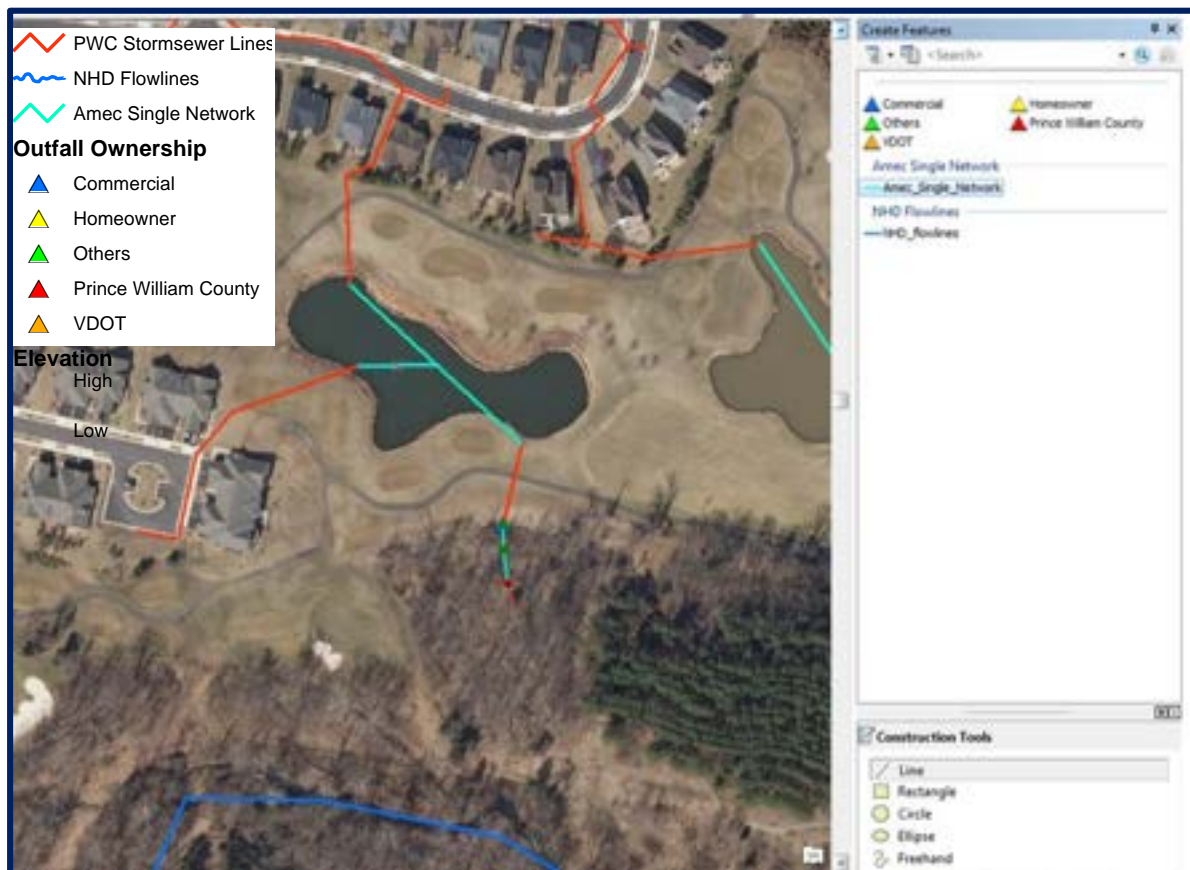 PWC Stormsewer Lines
NHD Flowlines
Amec Single Network
Outfall Ownership
Commercial
Homeowner
Others
Prince William County
VDOT
Elevation
High
Low
Create Features
<Search>
Commercial
Homeowner
Others
Prince William County
VDOT
Amec Single Network
Amec_Single_Network
NHD Flowlines
NHD_flowlines
Construction Tools
Line
Rectangle
Circle
Ellipse
Freehand